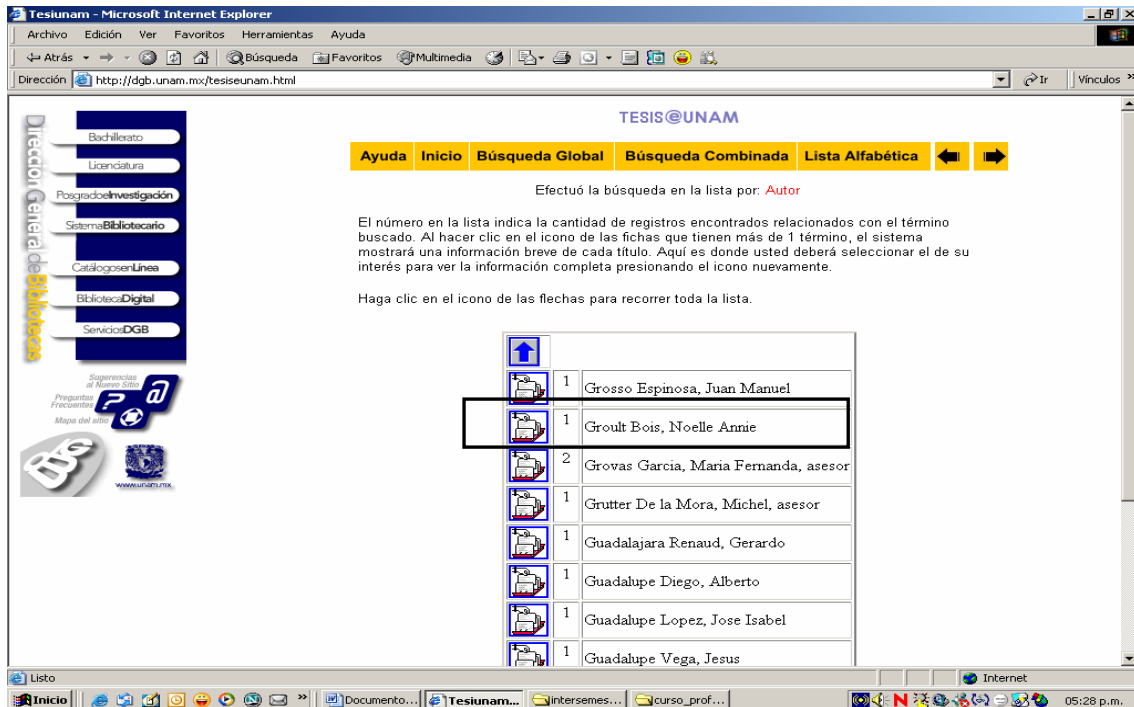 Tesiunam - Microsoft Internet Explorer
Archivo Edición Ver Favoritos Herramientas Ayuda
Atrás Búsqueda Favoritos Multimedia
Dirección http://dgb.unam.mx/tesiseunam.html Ir Vínculos »
Dirección General de Bibliotecas
Bachillerato
Licenciatura
PosgradoeInvestigación
SistemaBibliotecario
CatálogosenLínea
BibliotecaDigital
ServiciosDGB
Sugerencias
al Nuevo Sitio
Preguntas
Frecuentes
Mapa del sitio
www.unam.mx
TESIS@UNAM
Ayuda Inicio Búsqueda Global Búsqueda Combinada Lista Alfabética
Efectuó la búsqueda en la lista por: Autor
El número en la lista indica la cantidad de registros encontrados relacionados con el término
buscado. Al hacer clic en el icono de las fichas que tienen más de 1 término, el sistema
mostrará una información breve de cada título. Aquí es donde usted deberá seleccionar el de su
interés para ver la información completa presionando el icono nuevamente.
Haga clic en el icono de las flechas para recorrer toda la lista.
1 Grosso Espinosa, Juan Manuel
1 Groult Bois, Noelle Annie
2 Grovas Garcia, Maria Fernanda, asesor
1 Grutter De la Mora, Michel, asesor
1 Guadalajara Renaud, Gerardo
1 Guadalupe Diego, Alberto
1 Guadalupe Lopez, Jose Isabel
1 Guadalupe Vega, Jesus
Listo Internet
Inicio » Documento... Tesiunam... intersemes... curso_prof... 05:28 p.m.